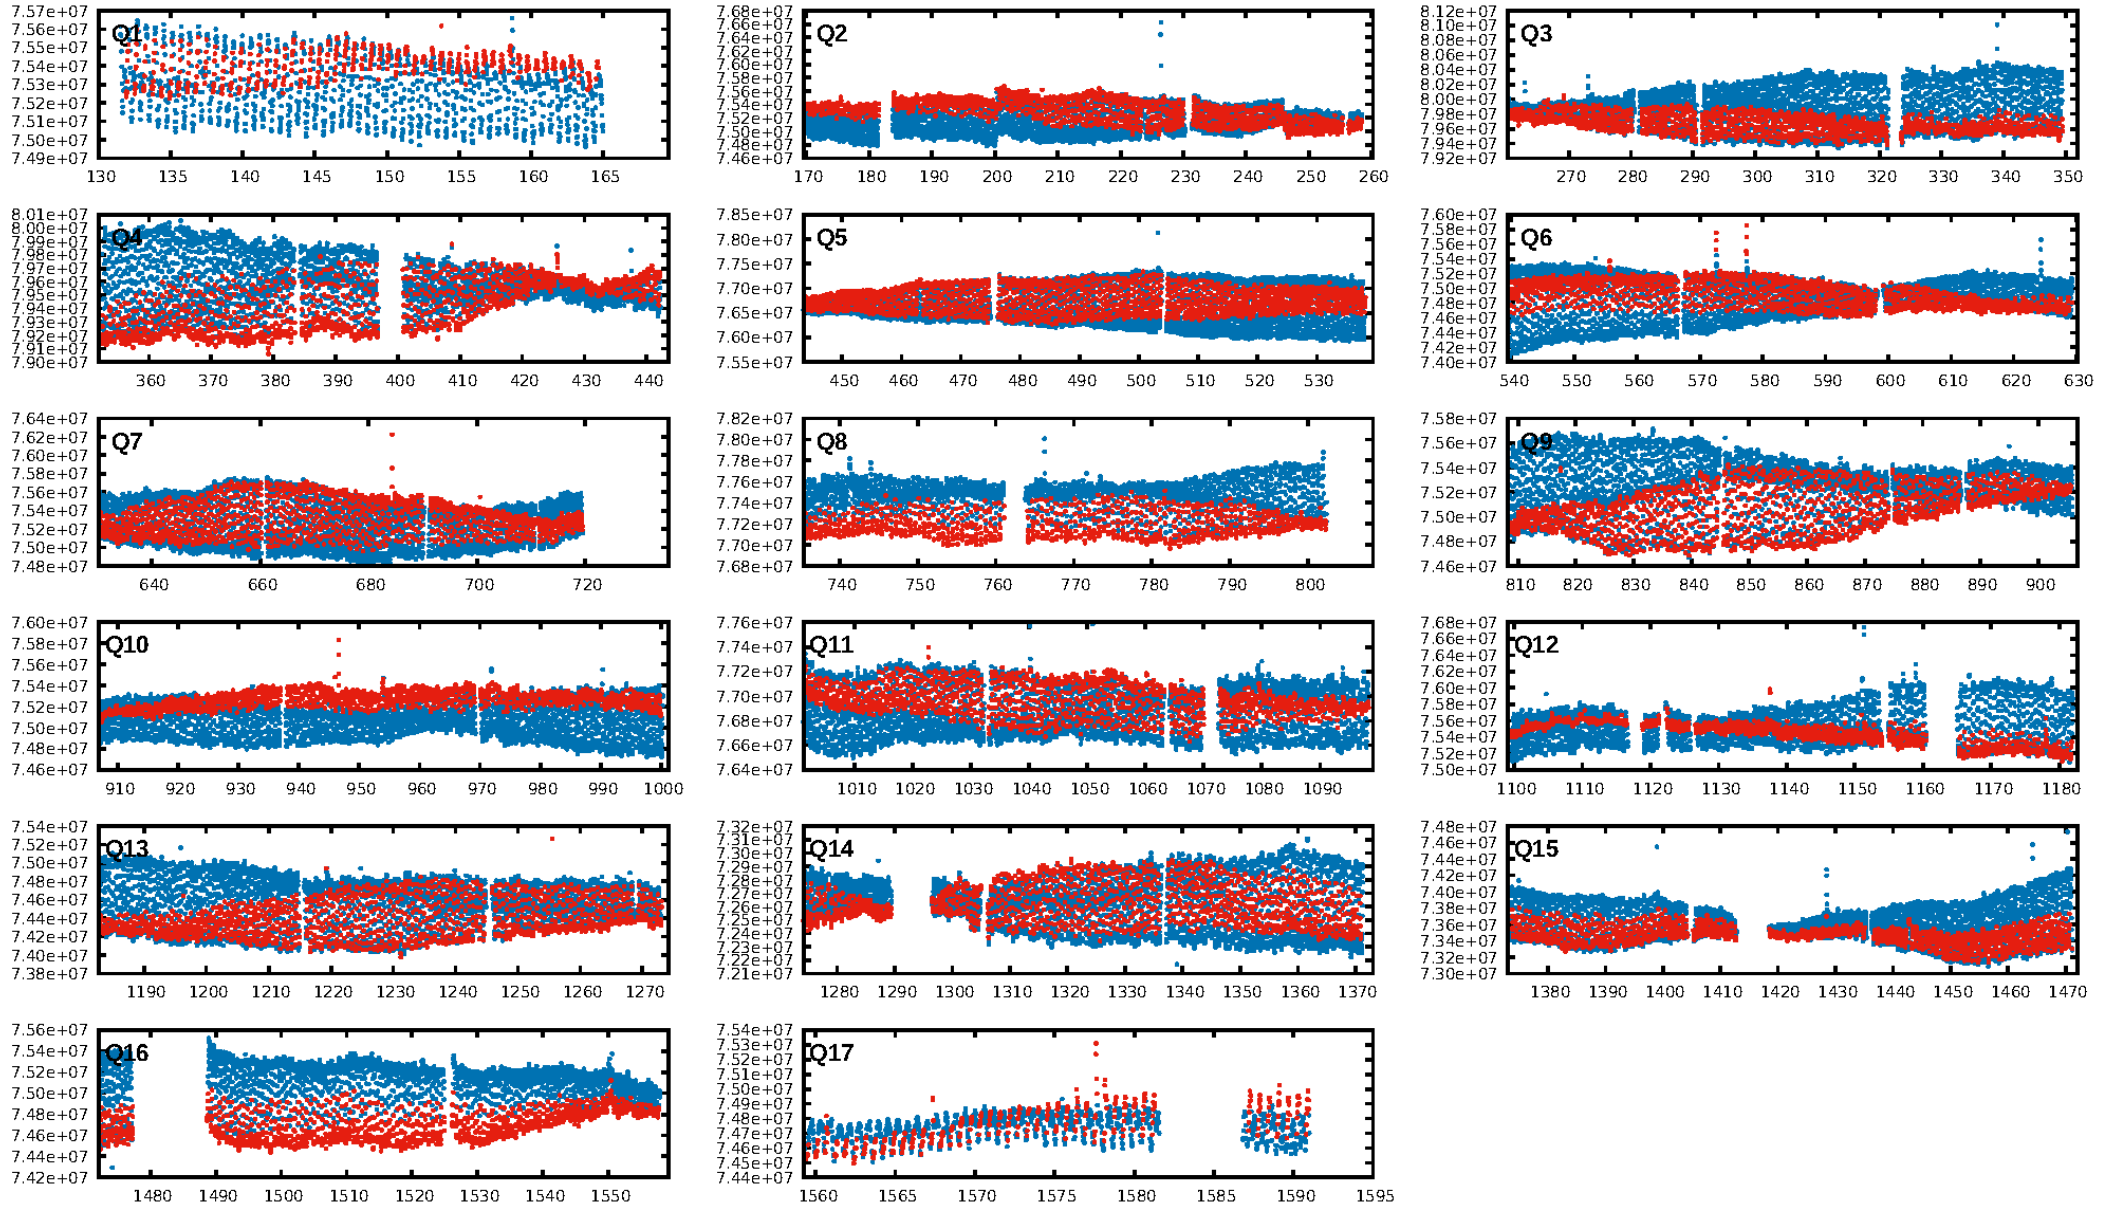 7.57e+07
7.56e+07
7.55e+07
7.54e+07
7.53e+07
7.52e+07
7.51e+07
7.50e+07
7.49e+07
Q1
130 135 140 145 150 155 160 165
7.68e+07
7.66e+07
7.64e+07
7.62e+07
7.60e+07
7.58e+07
7.56e+07
7.54e+07
7.52e+07
7.50e+07
7.48e+07
7.46e+07
Q2
170 180 190 200 210 220 230 240 250 260
8.12e+07
8.10e+07
8.08e+07
8.06e+07
8.04e+07
8.02e+07
8.00e+07
7.98e+07
7.96e+07
7.94e+07
7.92e+07
Q3
270 280 290 300 310 320 330 340 350
8.01e+07
8.00e+07
7.99e+07
7.98e+07
7.97e+07
7.96e+07
7.95e+07
7.94e+07
7.93e+07
7.92e+07
7.91e+07
7.90e+07
Q4
360 370 380 390 400 410 420 430 440
7.85e+07
7.80e+07
7.75e+07
7.70e+07
7.65e+07
7.60e+07
7.55e+07
Q5
450 460 470 480 490 500 510 520 530
7.60e+07
7.58e+07
7.56e+07
7.54e+07
7.52e+07
7.50e+07
7.48e+07
7.46e+07
7.44e+07
7.42e+07
7.40e+07
Q6
540 550 560 570 580 590 600 610 620 630
7.64e+07
7.62e+07
7.60e+07
7.58e+07
7.56e+07
7.54e+07
7.52e+07
7.50e+07
7.48e+07
Q7
640 660 680 700 720
7.82e+07
7.80e+07
7.78e+07
7.76e+07
7.74e+07
7.72e+07
7.70e+07
7.68e+07
Q8
740 750 760 770 780 790 800
7.58e+07
7.56e+07
7.54e+07
7.52e+07
7.50e+07
7.48e+07
7.46e+07
Q9
810 820 830 840 850 860 870 880 890 900
7.60e+07
7.58e+07
7.56e+07
7.54e+07
7.52e+07
7.50e+07
7.48e+07
7.46e+07
Q10
910 920 930 940 950 960 970 980 990 1000
7.76e+07
7.74e+07
7.72e+07
7.70e+07
7.68e+07
7.66e+07
7.64e+07
Q11
1010 1020 1030 1040 1050 1060 1070 1080 1090
7.68e+07
7.66e+07
7.64e+07
7.62e+07
7.60e+07
7.58e+07
7.56e+07
7.54e+07
7.52e+07
7.50e+07
Q12
1100 1110 1120 1130 1140 1150 1160 1170 1180
7.54e+07
7.52e+07
7.50e+07
7.48e+07
7.46e+07
7.44e+07
7.42e+07
7.40e+07
7.38e+07
Q13
1190 1200 1210 1220 1230 1240 1250 1260 1270
7.32e+07
7.31e+07
7.30e+07
7.29e+07
7.28e+07
7.27e+07
7.26e+07
7.25e+07
7.24e+07
7.23e+07
7.22e+07
7.21e+07
Q14
1280 1290 1300 1310 1320 1330 1340 1350 1360 1370
7.48e+07
7.46e+07
7.44e+07
7.42e+07
7.40e+07
7.38e+07
7.36e+07
7.34e+07
7.32e+07
7.30e+07
Q15
1380 1390 1400 1410 1420 1430 1440 1450 1460 1470
7.56e+07
7.54e+07
7.52e+07
7.50e+07
7.48e+07
7.46e+07
7.44e+07
7.42e+07
Q16
1480 1490 1500 1510 1520 1530 1540 1550
7.54e+07
7.53e+07
7.52e+07
7.51e+07
7.50e+07
7.49e+07
7.48e+07
7.47e+07
7.46e+07
7.45e+07
7.44e+07
Q17
1560 1565 1570 1575 1580 1585 1590 1595